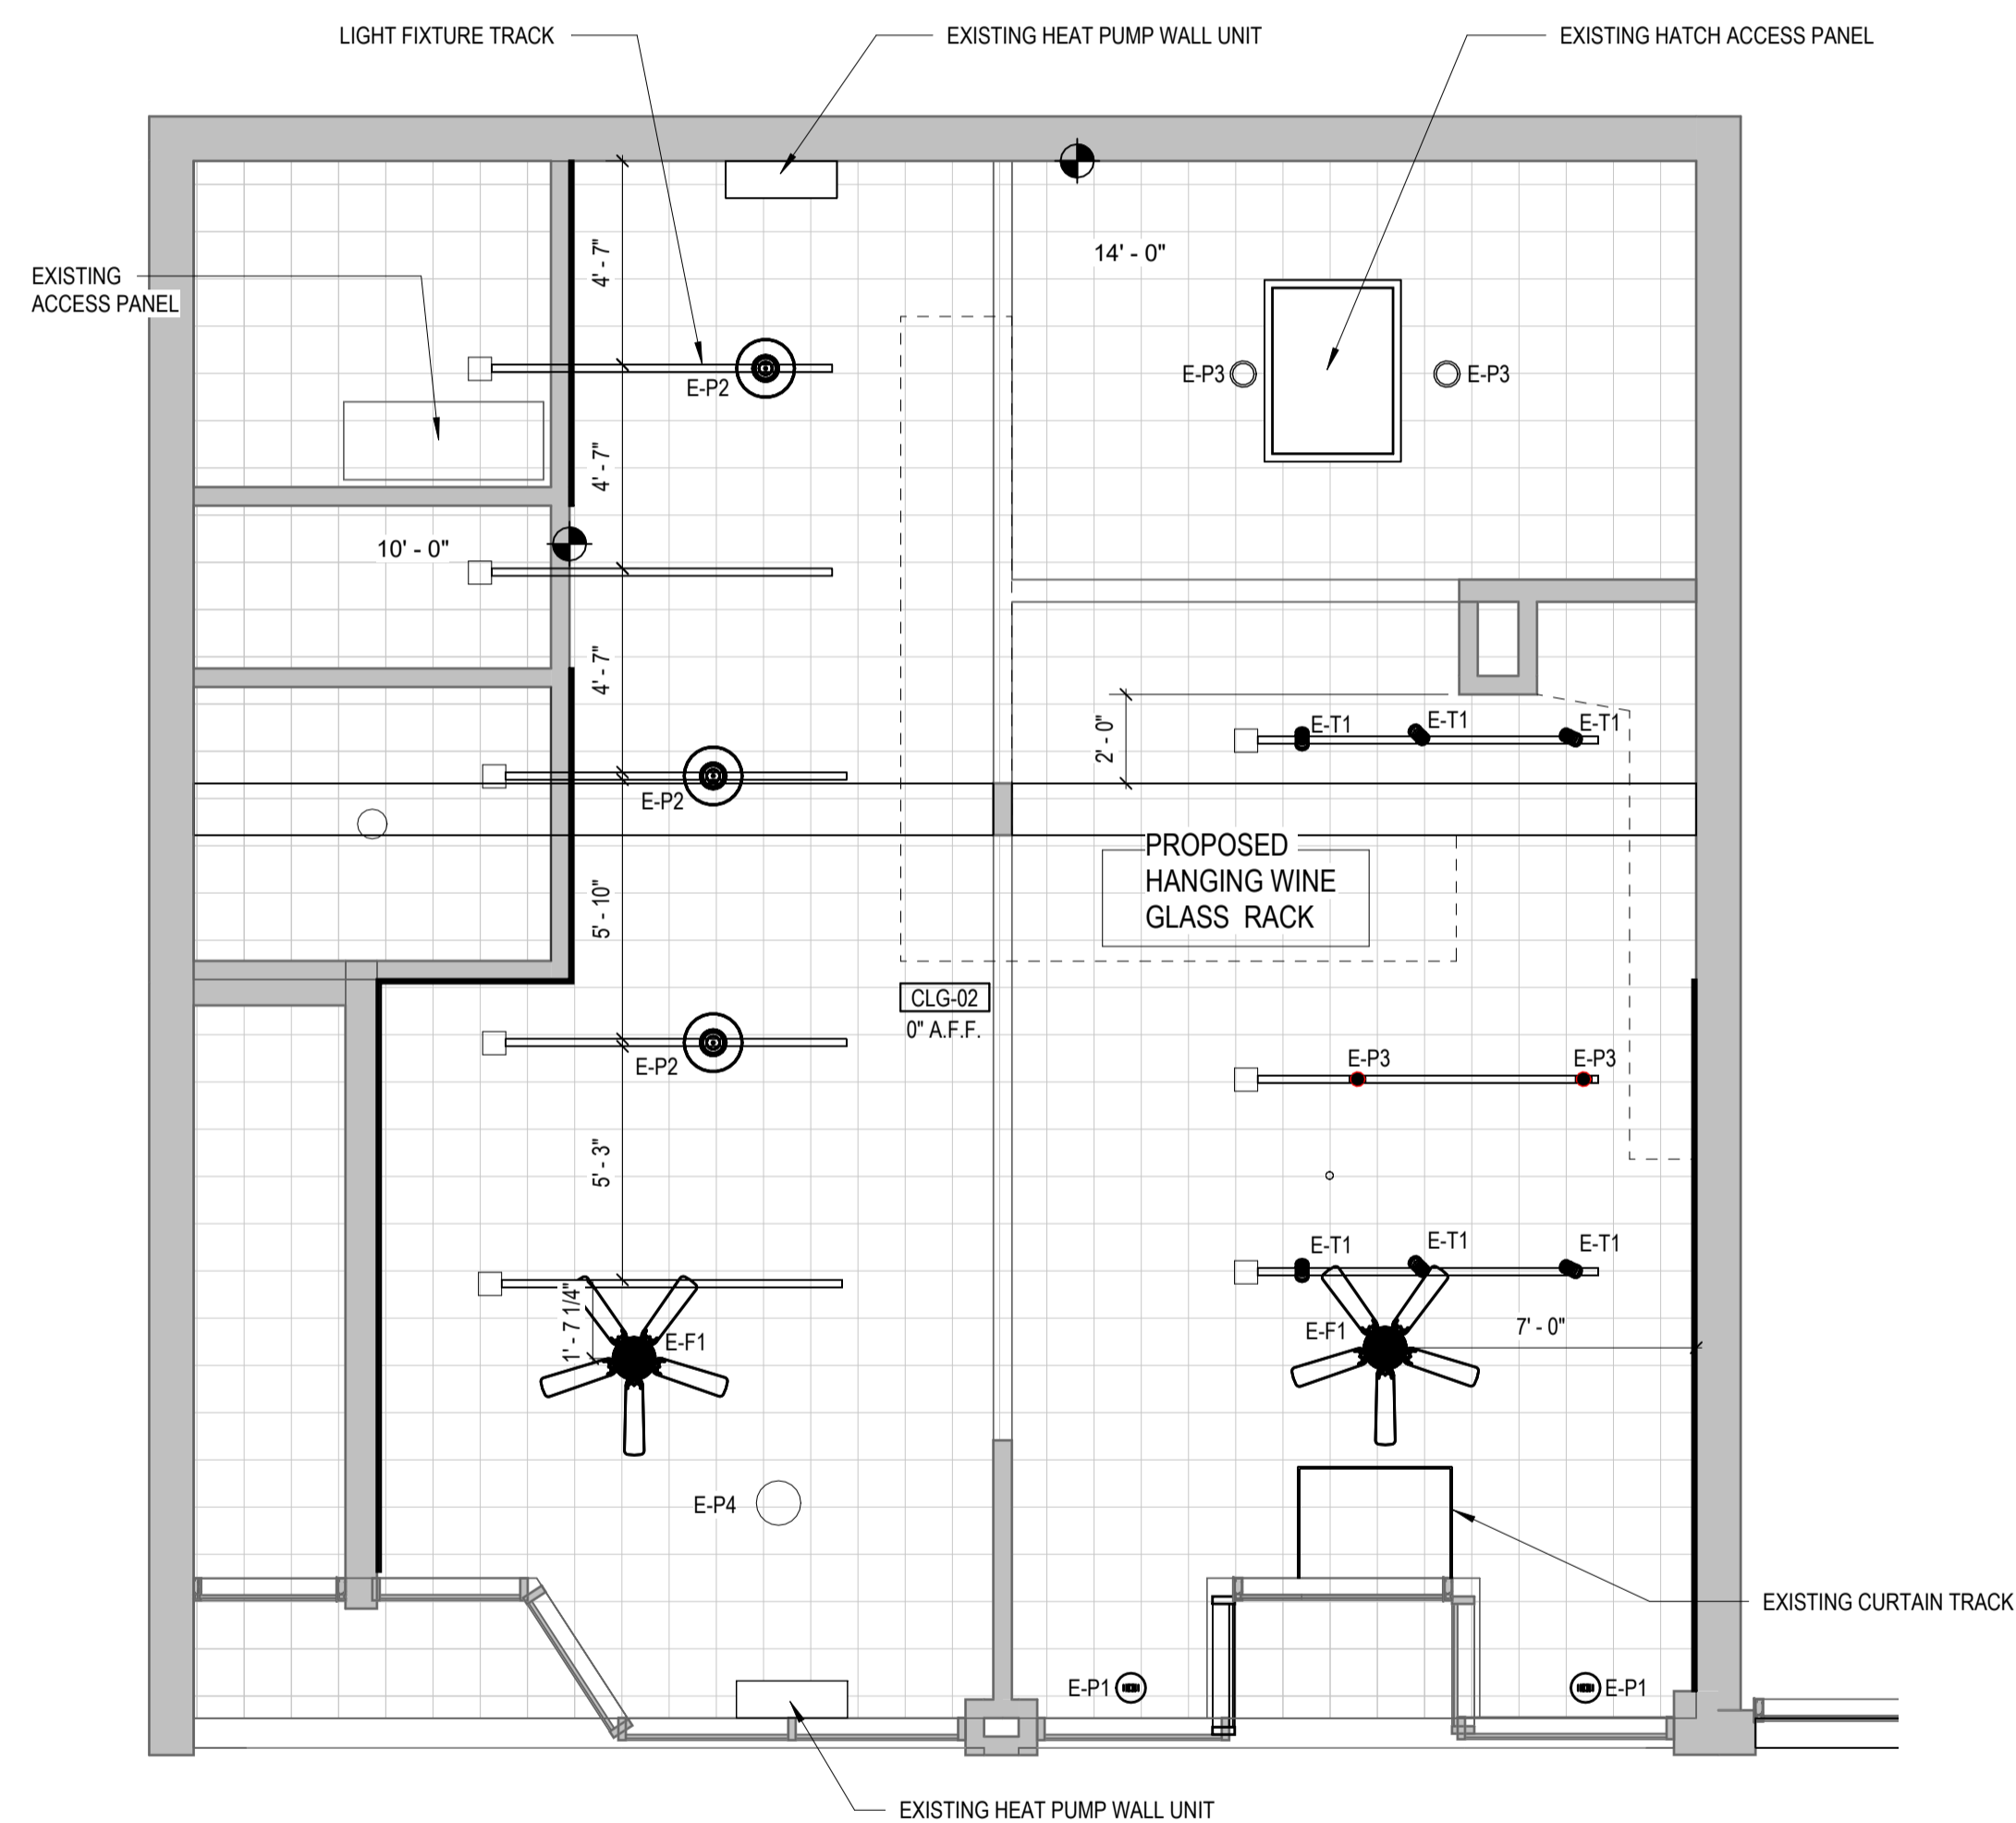 LIGHT FIXTURE TRACK
EXISTING HEAT PUMP WALL UNIT
EXISTING HATCH ACCESS PANEL
4' - 7"
14' - 0"
EXISTING
ACCESS PANEL
E-P2
E-P3
E-P3
4' - 7"
10' - 0"
4' - 7"
2' - 0"
E-T1
E-T1
E-T1
E-P2
PROPOSED
HANGING WINE
GLASS RACK
5' - 10"
CLG-02
0" A.F.F.
E-P2
E-P3
E-P3
5' - 3"
E-T1
E-T1
E-T1
1' - 7 1/4"
E-F1
E-F1
7' - 0"
E-P4
EXISTING CURTAIN TRACK
E-P1
E-P1
EXISTING HEAT PUMP WALL UNIT